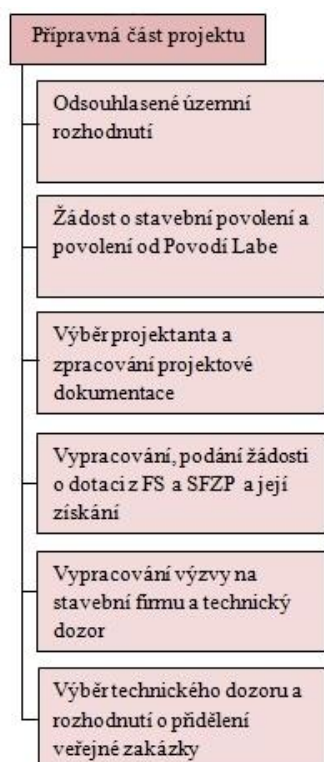 Přípravná část projektu
Odsouhlasené územní
rozhodnutí
Žádost o stavební povolení a
povolení od Povodí Labe
Výběr projektanta a
zpracování projektové
dokumentace
Vypracování, podání žádosti
o dotaci z FS a SFZP a její
získání
Vypracování výzvy na
stavební firmu a technický
dozor
Výběr technického dozoru a
rozhodnutí o přidělení
veřejné zakázky